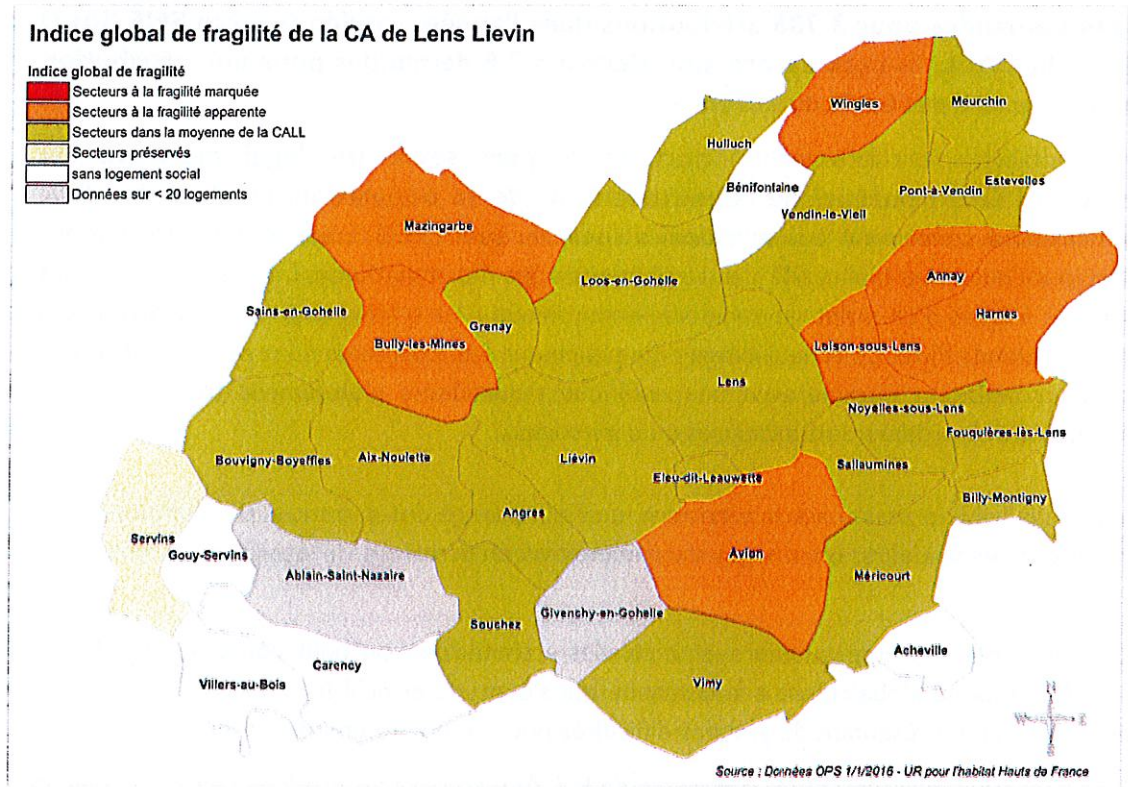 Indice global de fragilité de la CA de Lens Lievin
Indice global de fragilité
Secteurs à la fragilité marquée
Secteurs à la fragilité apparente
Secteurs dans la moyenne de la CALL
Secteurs préservés
sans logement social
Données sur < 20 logements
Wingles
Meurchin
Hulluch
Bénifontaine
Estevelles
Pont-à-Vendin
Vendin-le-Vieil
Mazingarbe
Annay
Loos-en-Gohelle
Sains-en-Gohelle
Harnes
Grenay
Bully-les-Mines
Loison-sous-Lens
Lens
Noyelles-sous-Lens
Fouquières-lès-Lens
Bouvigny-Boyeffles
Aix-Noulette
Liévin
Sallaumines
Eleu-dit-Leauwette
Billy-Montigny
Angres
Servins
Gouy-Servins
Avion
Ablain-Saint-Nazaire
Méricourt
Givenchy-en-Gohelle
Souchez
Acheville
Carency
Villers-au-Bois
Vimy
N
W
E
S
Source : Données OPS 1/1/2016 - UR pour l'habitat Hauts de France